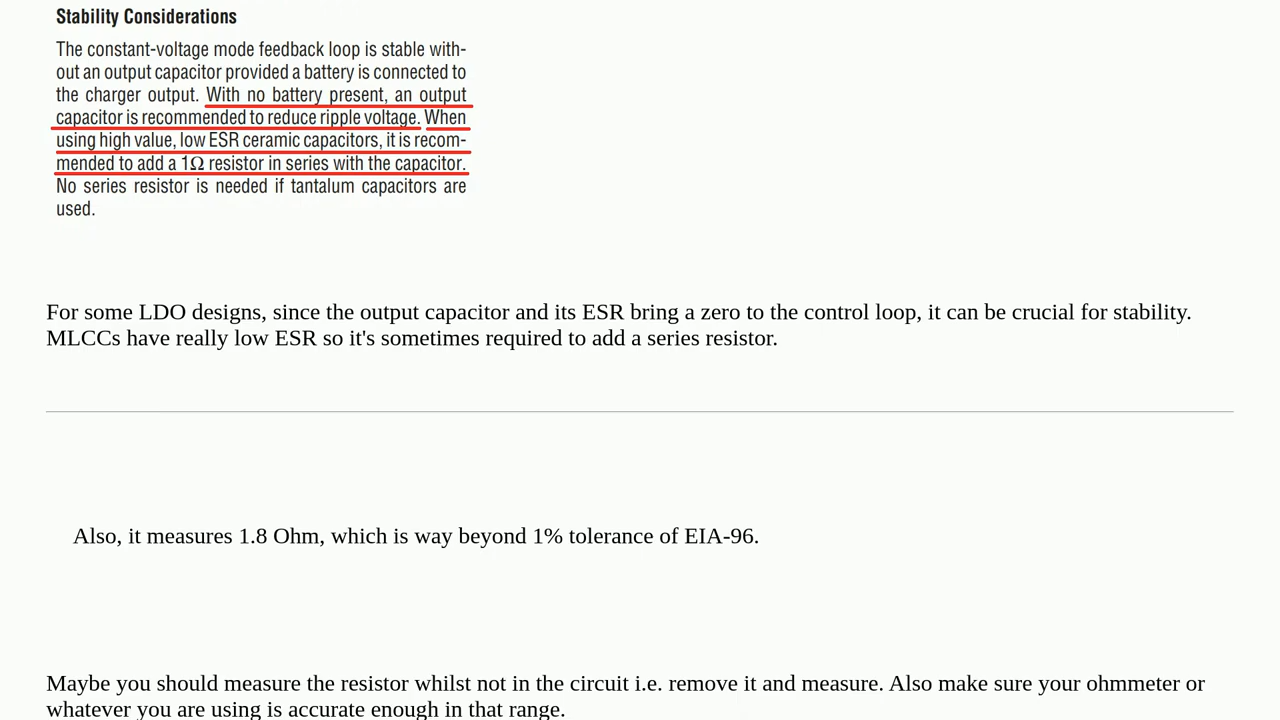 Stability Considerations
The constant-voltage mode feedback loop is stable with-
out an output capacitor provided a battery is connected to
the charger output. With no battery present, an output
capacitor is recommended to reduce ripple voltage. When
using high value, low ESR ceramic capacitors, it is recom-
mended to add a 1Ω resistor in series with the capacitor.
No series resistor is needed if tantalum capacitors are
used.
For some LDO designs, since the output capacitor and its ESR bring a zero to the control loop, it can be crucial for stability.
MLCCs have really low ESR so it's sometimes required to add a series resistor.
Also, it measures 1.8 Ohm, which is way beyond 1% tolerance of EIA-96.
Maybe you should measure the resistor whilst not in the circuit i.e. remove it and measure. Also make sure your ohmmeter or
whatever you are using is accurate enough in that range.